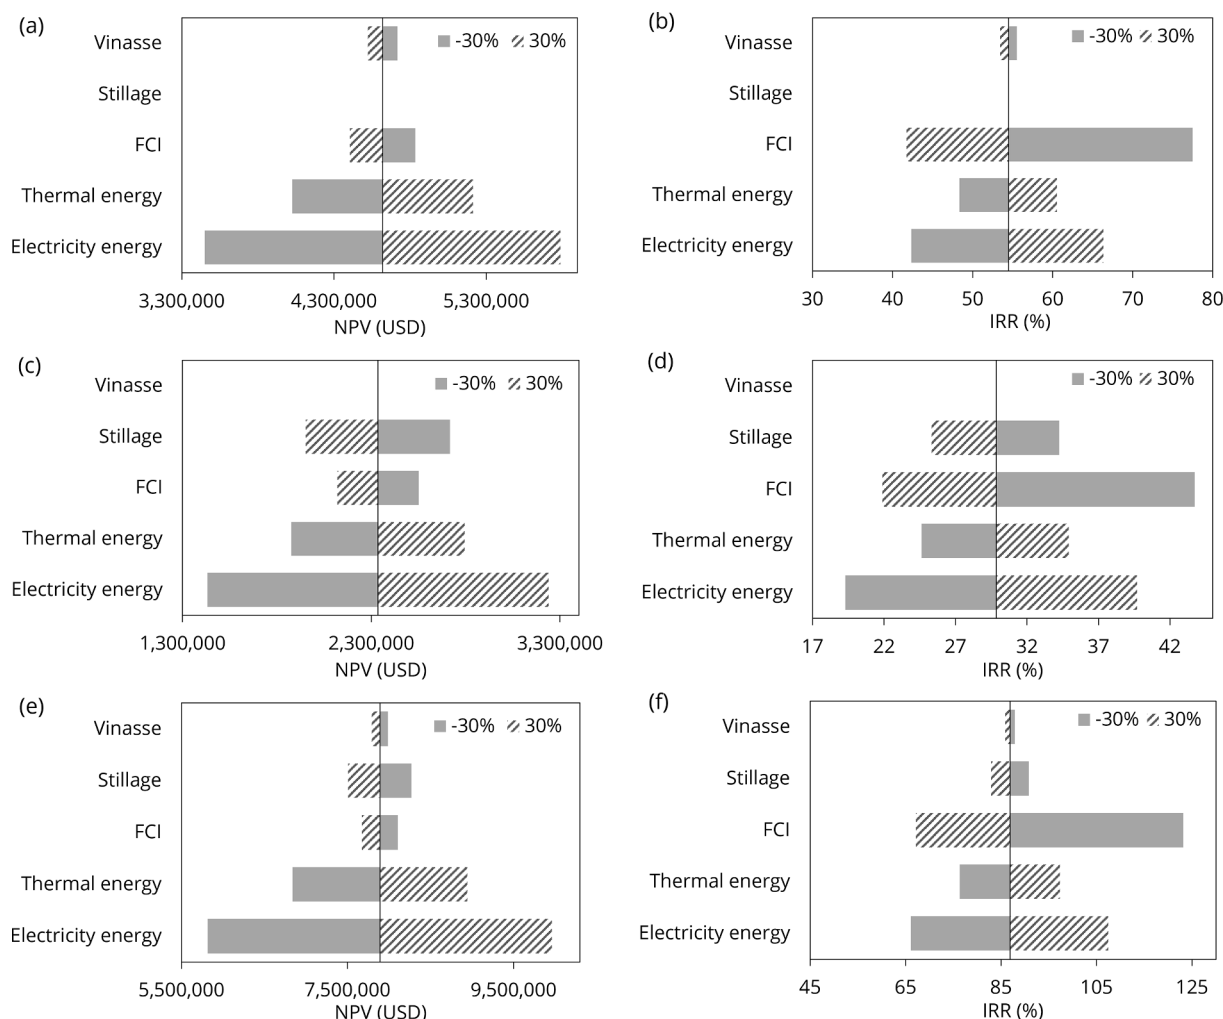 (a)
Vinasse
-30% 30%
Stillage
FCI
Thermal energy
Electricity energy
3,300,000 4,300,000 5,300,000
NPV (USD)
(b)
Vinasse
-30% 30%
Stillage
FCI
Thermal energy
Electricity energy
30 40 50 60 70 80
IRR (%)
(c)
Vinasse
-30% 30%
Stillage
FCI
Thermal energy
Electricity energy
1,300,000 2,300,000 3,300,000
NPV (USD)
(d)
Vinasse
-30% 30%
Stillage
FCI
Thermal energy
Electricity energy
17 22 27 32 37 42
IRR (%)
(e)
Vinasse
-30% 30%
Stillage
FCI
Thermal energy
Electricity energy
5,500,000 7,500,000 9,500,000
NPV (USD)
(f)
Vinasse
-30% 30%
Stillage
FCI
Thermal energy
Electricity energy
45 65 85 105 125
IRR (%)